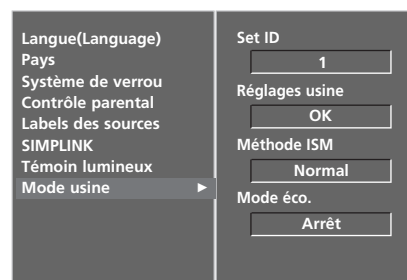 Langue(Language)
Pays
Système de verrou
Contrôle parental
Labels des sources
SIMPLINK
Témoin lumineux
Mode usine ►
Set ID
1
Réglages usine
OK
Méthode ISM
Normal
Mode éco.
Arrêt